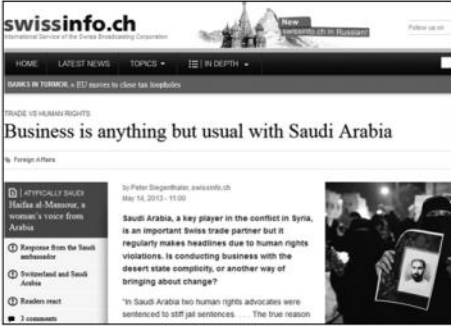 swissinfo.ch
International Service of the Swiss Broadcasting Corporation
New
swissinfo.ch in Russian!
Follow us on
HOME LATEST NEWS TOPICS IN DEPTH
BANKS IN TURMOIL » EU moves to close tax loopholes
TRADE VS HUMAN RIGHTS
Business is anything but usual with Saudi Arabia
Foreign Affairs
ATYPICALLY SAUDI
Haifaa al-Mansour, a
woman's voice from
Arabia
Response from the Saudi
ambassador
Switzerland and Saudi
Arabia
Readers react
3 comments
by Peter Siegenthaler, swissinfo.ch
May 14, 2013 - 11:00
Saudi Arabia, a key player in the conflict in Syria,
is an important Swiss trade partner but it
regularly makes headlines due to human rights
violations. Is conducting business with the
desert state complicity, or another way of
bringing about change?
"In Saudi Arabia two human rights advocates were
sentenced to stiff jail sentences. . . . The true reason